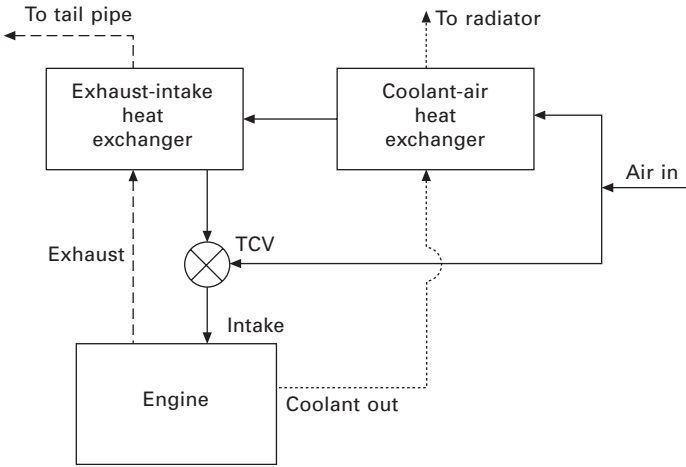 To tail pipe
To radiator
Exhaust-intake
heat
exchanger
Coolant-air
heat
exchanger
Air in
TCV
Exhaust
Intake
Engine
Coolant out